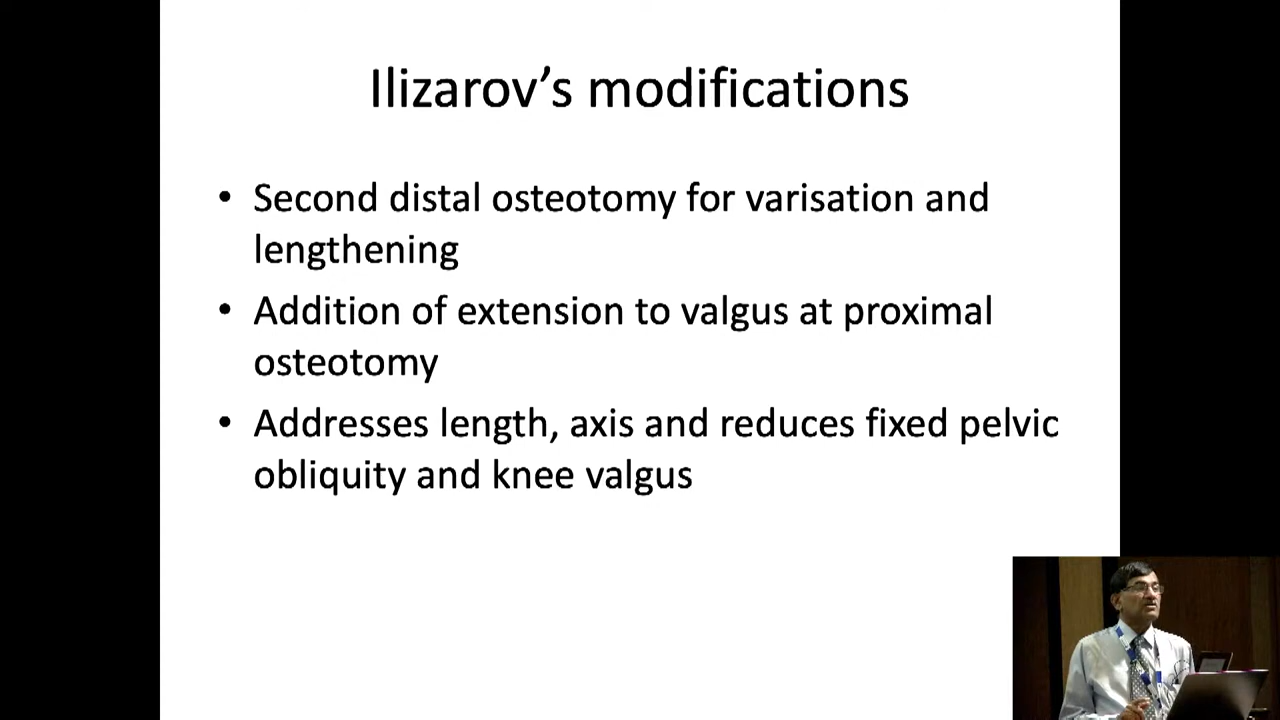 Ilizarov’s modifications
• Second distal osteotomy for varisation and
lengthening
• Addition of extension to valgus at proximal
osteotomy
• Addresses length, axis and reduces fixed pelvic
obliquity and knee valgus